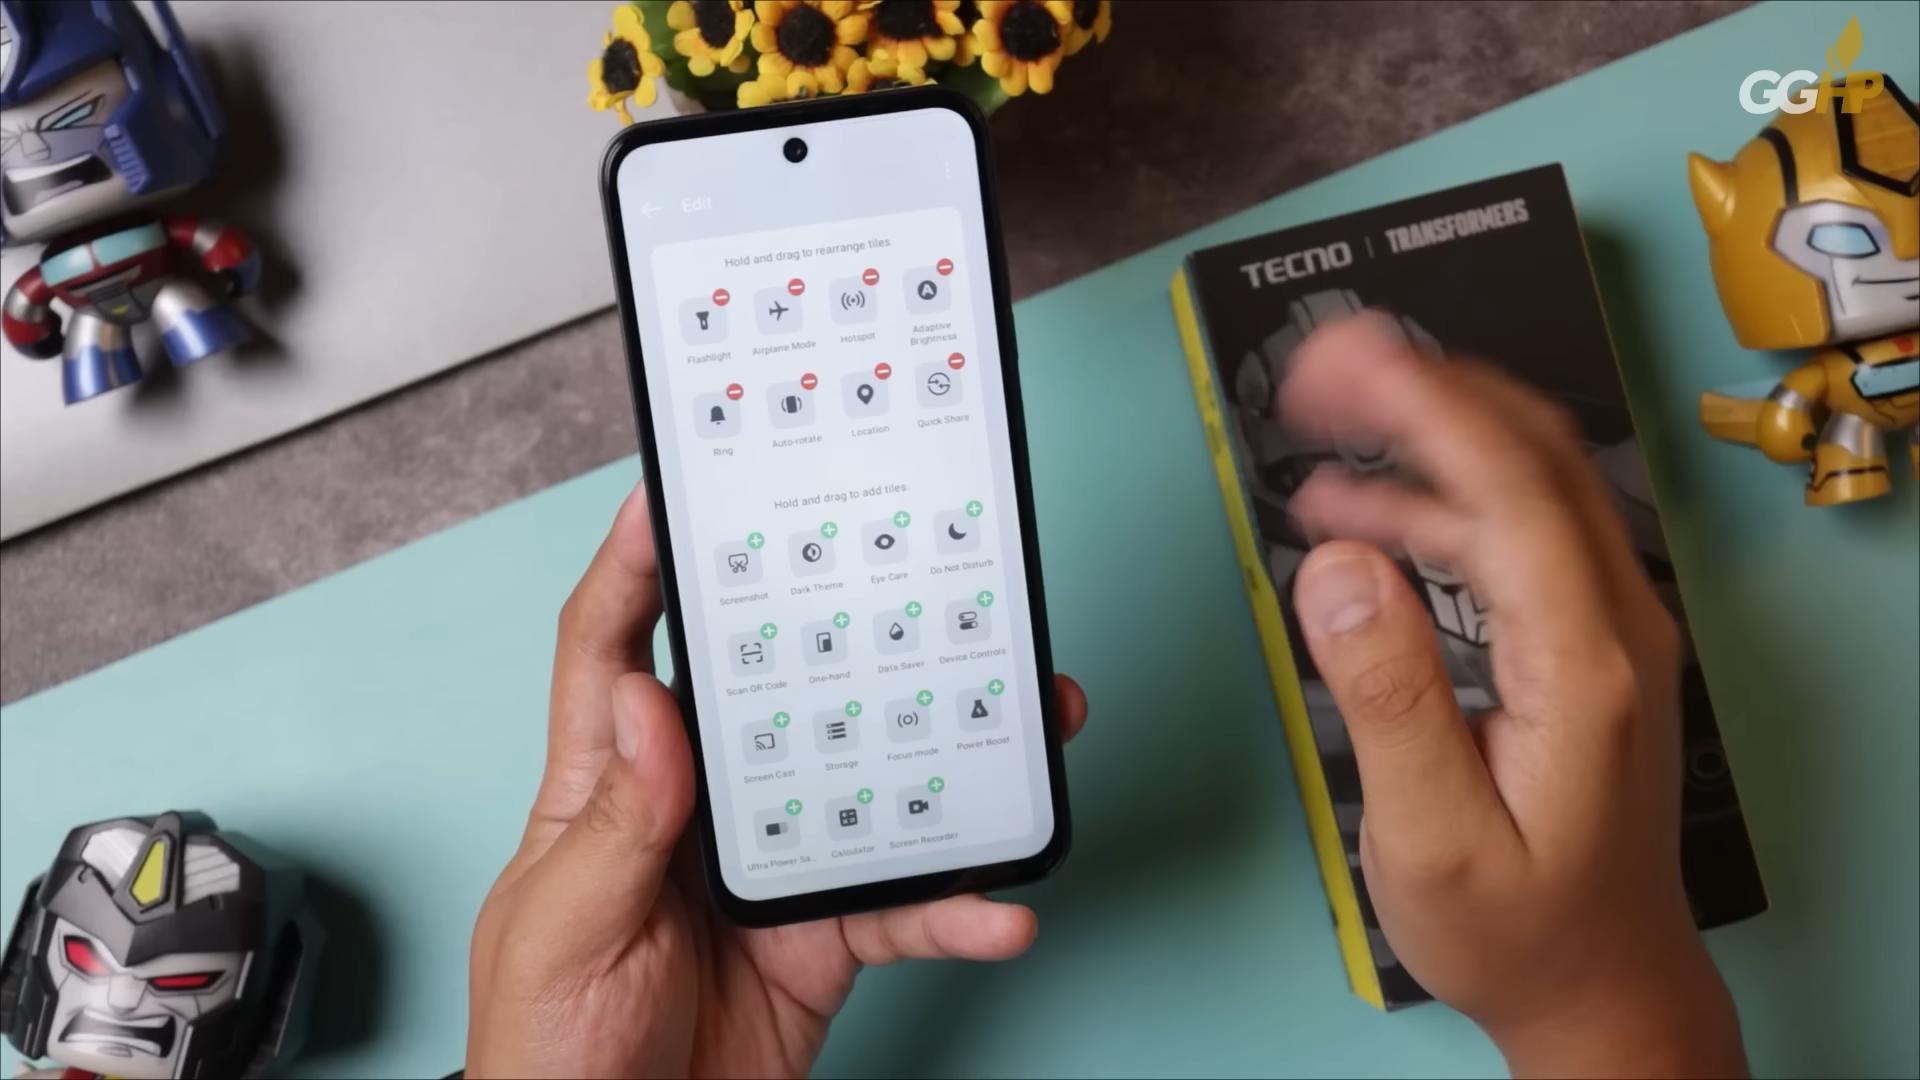 GGHP
TECNO | TRANSFORMERS
Edit
Hold and drag to rearrange tiles.
Flashlight
Airplane Mode
Hotspot
Adaptive
Brightness
Ring
Auto-rotate
Location
Quick Share
Hold and drag to add tiles.
Screenshot
Dark Theme
Eye Care
Do Not Disturb
Scan QR Code
One-hand
Data Saver
Device Controls
Screen Cast
Storage
Focus mode
Power Boost
Ultra Power Sa...
Calculator
Screen Recorder